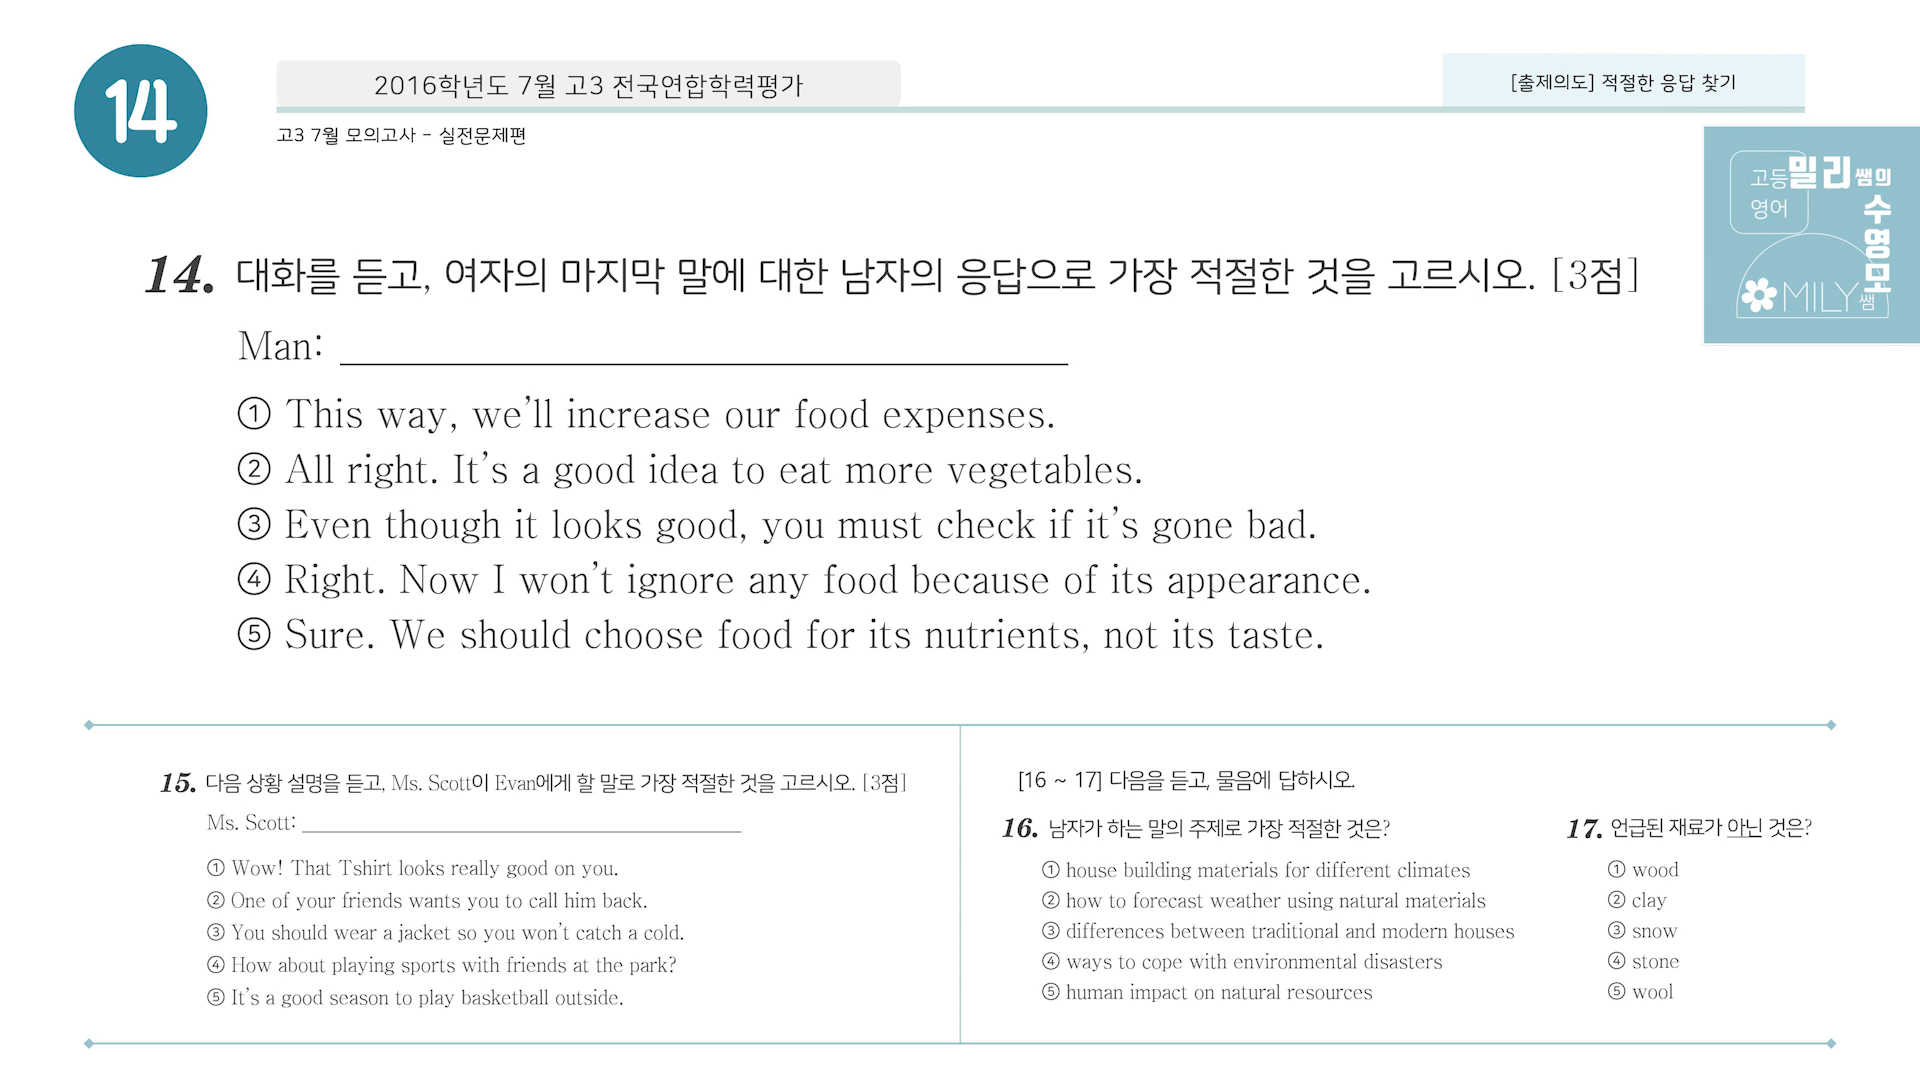 14
2016학년도 7월 고3 전국연합학력평가
[출제의도] 적절한 응답 찾기
고3 7월 모의고사 - 실전문제편
고등 밀리쌤의
영어 수영모
MILY쌤
14. 대화를 듣고, 여자의 마지막 말에 대한 남자의 응답으로 가장 적절한 것을 고르시오. [3점]
Man:
① This way, we’ll increase our food expenses.
② All right. It’s a good idea to eat more vegetables.
③ Even though it looks good, you must check if it’s gone bad.
④ Right. Now I won’t ignore any food because of its appearance.
⑤ Sure. We should choose food for its nutrients, not its taste.
15. 다음 상황 설명을 듣고, Ms. Scott이 Evan에게 할 말로 가장 적절한 것을 고르시오. [3점]
Ms. Scott:
① Wow! That Tshirt looks really good on you.
② One of your friends wants you to call him back.
③ You should wear a jacket so you won’t catch a cold.
④ How about playing sports with friends at the park?
⑤ It’s a good season to play basketball outside.
[16 ~ 17] 다음을 듣고, 물음에 답하시오.
16. 남자가 하는 말의 주제로 가장 적절한 것은?
① house building materials for different climates
② how to forecast weather using natural materials
③ differences between traditional and modern houses
④ ways to cope with environmental disasters
⑤ human impact on natural resources
17. 언급된 재료가 아닌 것은?
① wood
② clay
③ snow
④ stone
⑤ wool